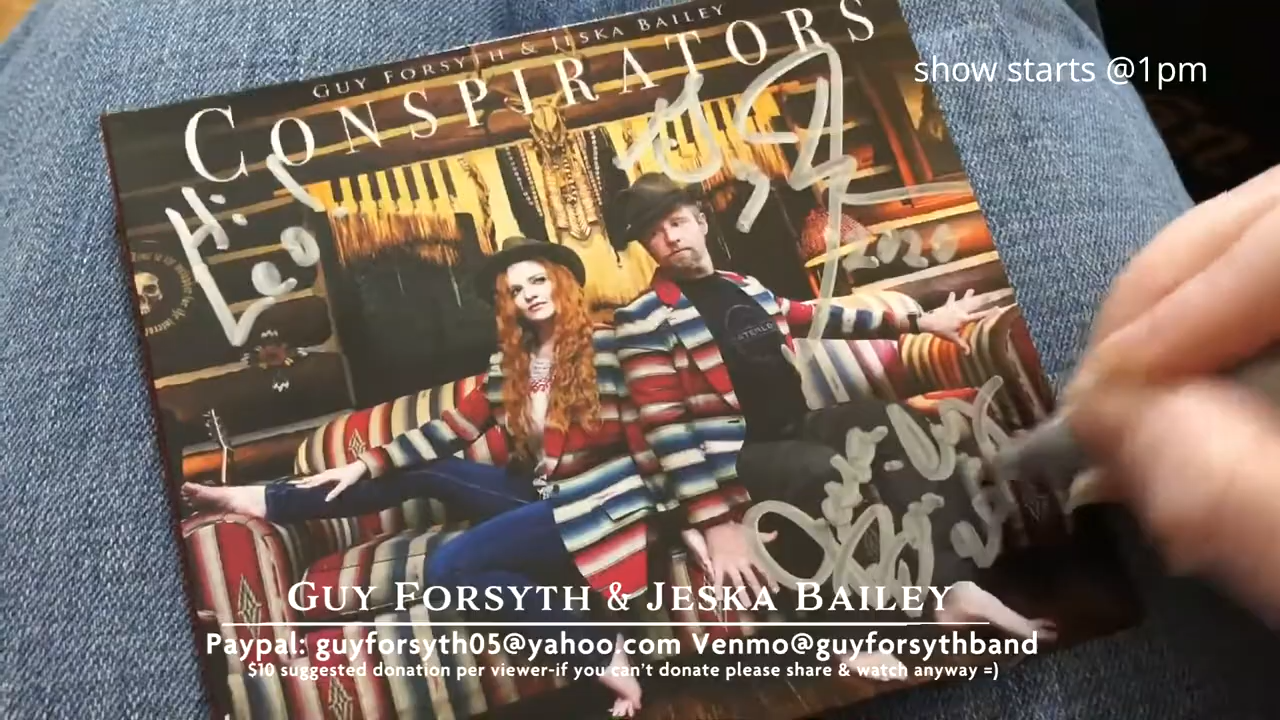 show starts @1pm
GUY FORSYTH & JESKA BAILEY
CONSPIRATORS
Hi
Leo!
2020
GUY FORSYTH & JESKA BAILEY
Paypal: guyforsyth05@yahoo.com Venmo@guyforsythband
$10 suggested donation per viewer-if you can't donate please share & watch anyway =)